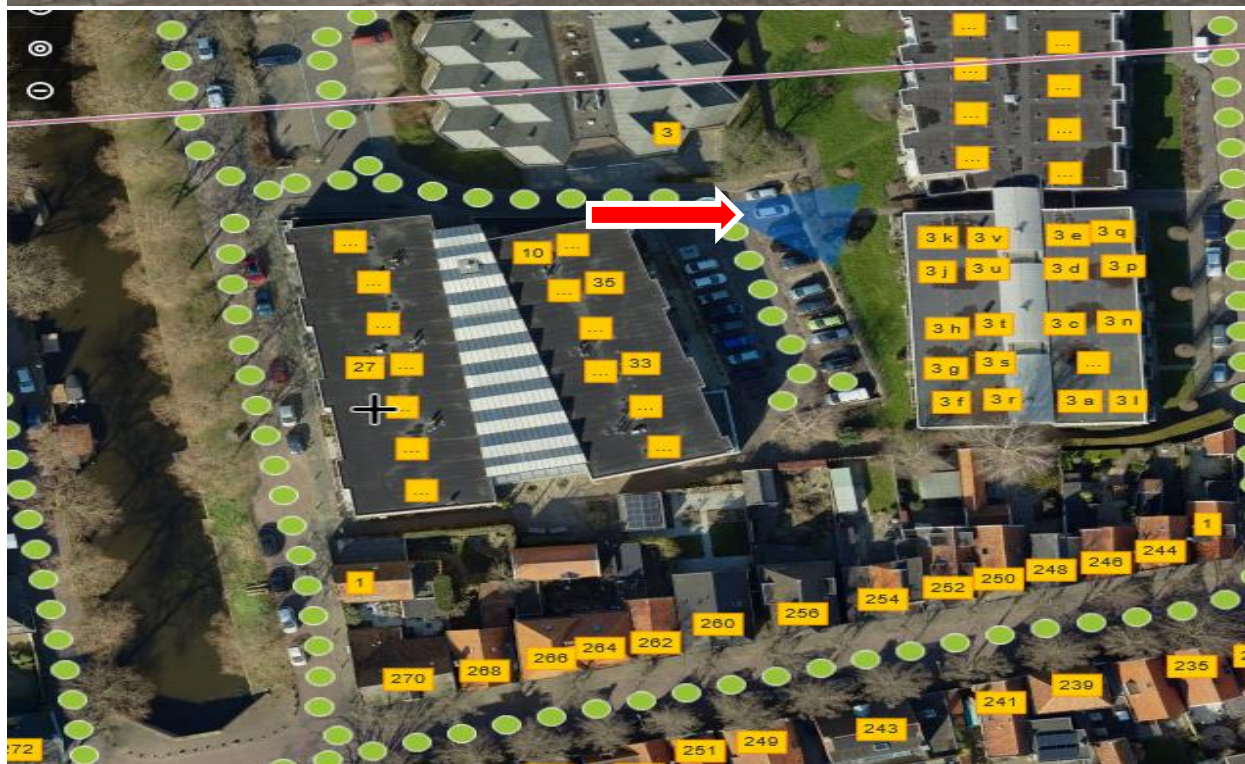 ...
...
...
...
3
...
...
...
...
3 k
3 v
3 e
3 q
...
10
...
3 j
3 u
3 d
3 p
...
...
35
...
...
3 h
3 t
3 c
3 n
27
...
...
33
3 g
3 s
...
...
...
3 f
3 r
3 a
3 l
...
...
...
1
1
244
246
248
250
252
254
256
260
262
264
266
268
270
235
239
241
243
249
251
272